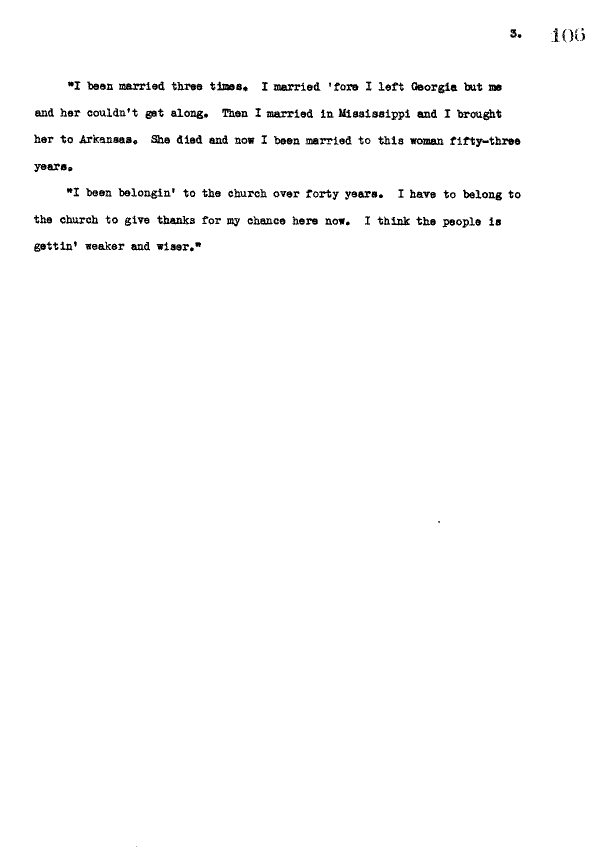 3. 106
"I been married three times. I married 'fore I left Georgia but me
and her couldn't get along. Then I married in Mississippi and I brought
her to Arkansas. She died and now I been married to this woman fifty-three
years.
"I been belongin' to the church over forty years. I have to belong to
the church to give thanks for my chance here now. I think the people is
gettin' weaker and wiser."